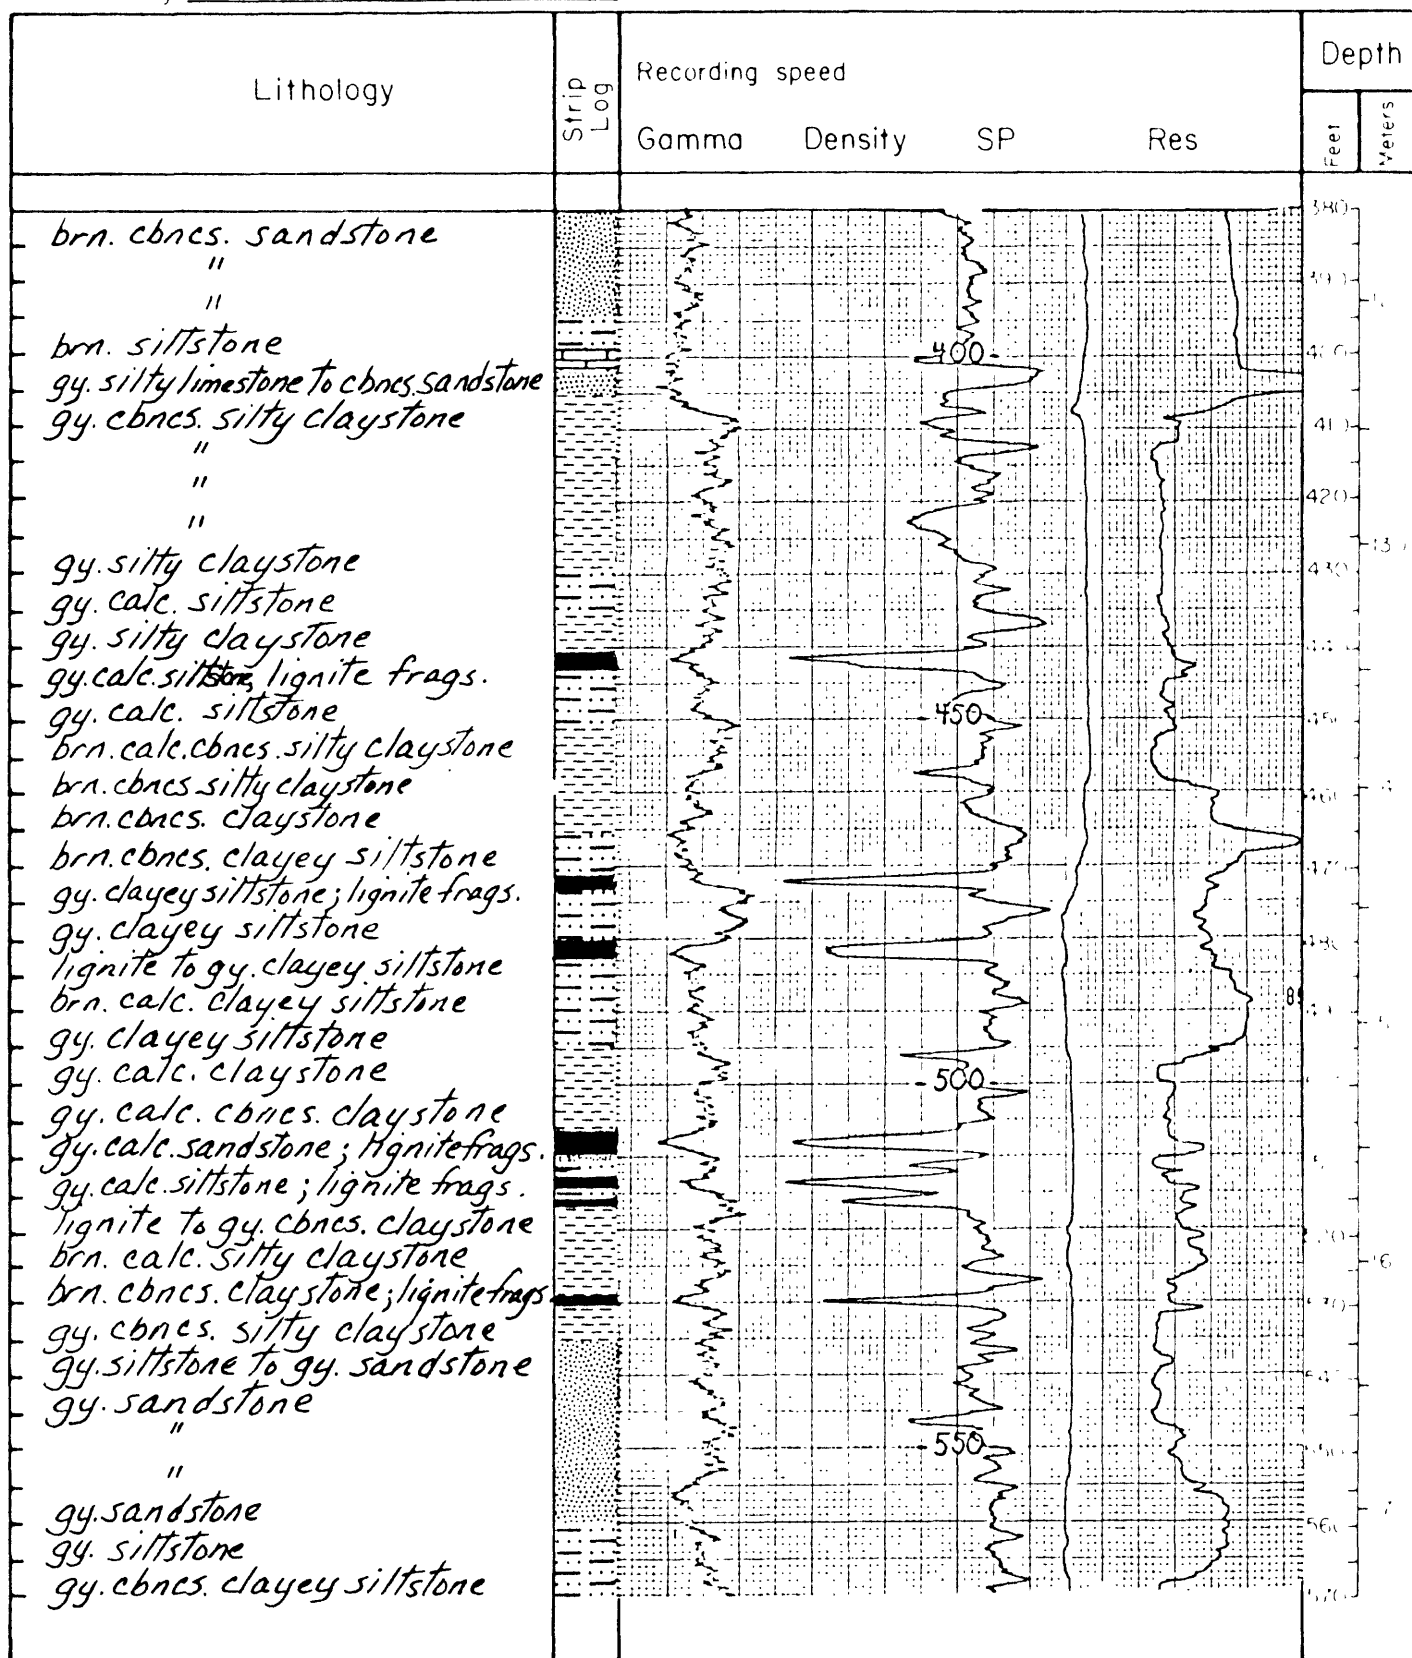 Lithology
Strip Log
Recording speed
Gamma Density SP Res
Depth
Feet
Meters
brn. cbncs. sandstone
"
"
brn. siltstone
gy. silty limestone to cbncs. sandstone
gy. cbncs. silty claystone
"
"
"
gy. silty claystone
gy. calc. siltstone
gy. silty claystone
gy. calc. siltstone, lignite frags.
gy. calc. siltstone
brn. calc. cbncs. silty claystone
brn. cbncs silty claystone
brn. cbncs. claystone
brn. cbncs. clayey siltstone
gy. clayey siltstone; lignite frags.
gy. clayey siltstone
lignite to gy. clayey siltstone
brn. calc. clayey siltstone
gy. clayey siltstone
gy. calc. claystone
gy. calc. cbncs. claystone
gy. calc. sandstone; lignite frags.
gy. calc. siltstone; lignite frags.
lignite to gy. cbncs. claystone
brn. calc. silty claystone
brn. cbncs. claystone; lignite frags.
gy. cbncs. silty claystone
gy. siltstone to gy. sandstone
gy. sandstone
"
"
gy. sandstone
gy. siltstone
gy. cbncs. clayey siltstone
-400-
-450-
-500-
-550-
380
390
400
410
420
430